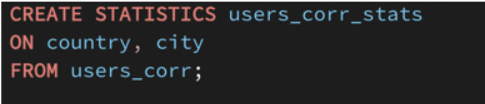 CREATE STATISTICS users_corr_stats
ON country, city
FROM users_corr;